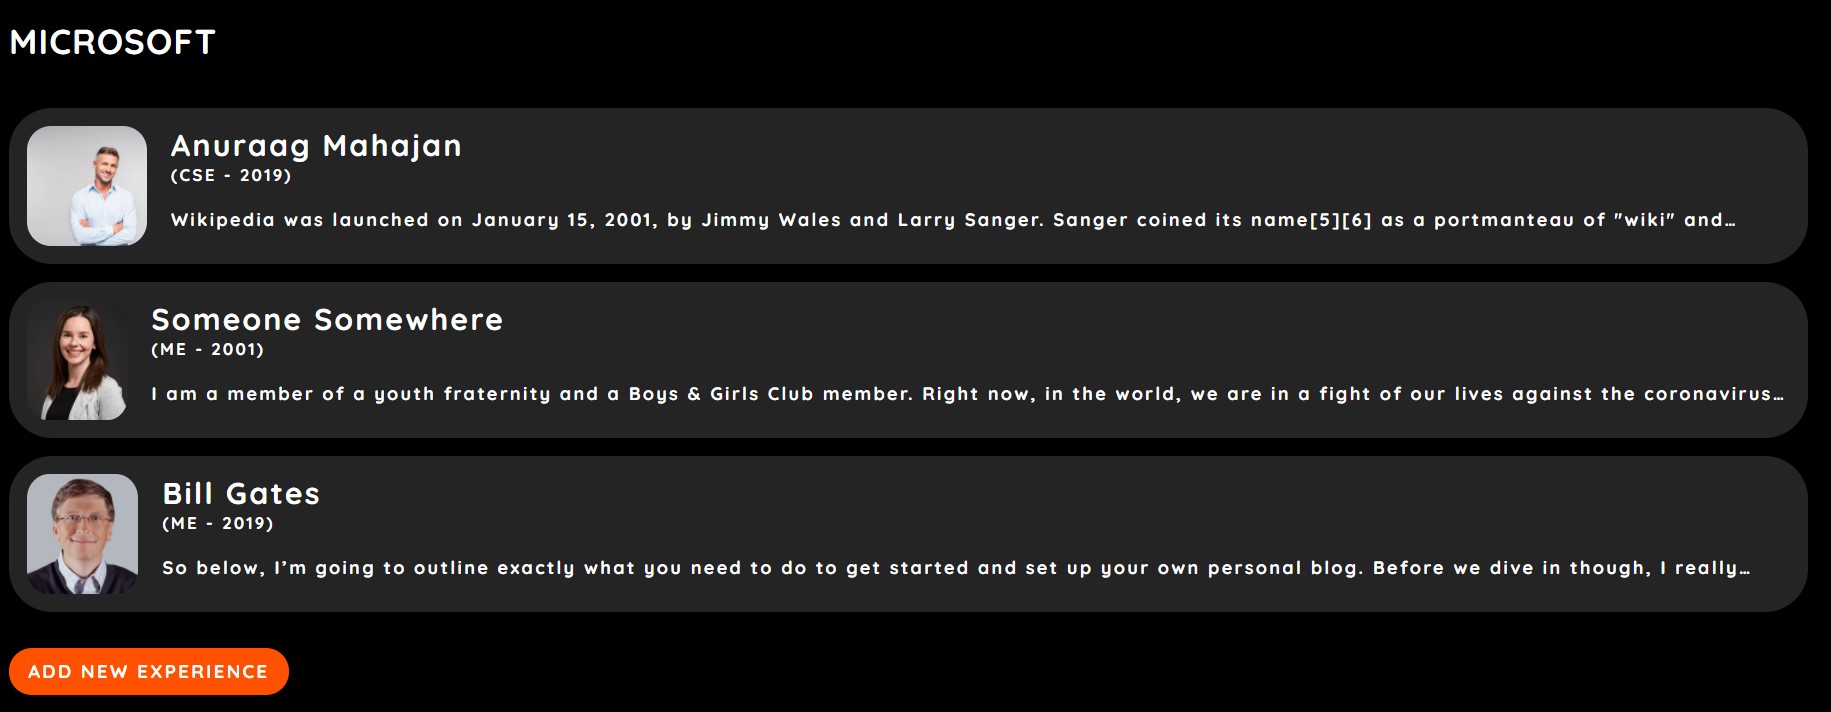 MICROSOFT
Anuraag Mahajan
(CSE - 2019)
Wikipedia was launched on January 15, 2001, by Jimmy Wales and Larry Sanger. Sanger coined its name[5][6] as a portmanteau of "wiki" and…
Someone Somewhere
(ME - 2001)
I am a member of a youth fraternity and a Boys & Girls Club member. Right now, in the world, we are in a fight of our lives against the coronavirus…
Bill Gates
(ME - 2019)
So below, I’m going to outline exactly what you need to do to get started and set up your own personal blog. Before we dive in though, I really…
ADD NEW EXPERIENCE